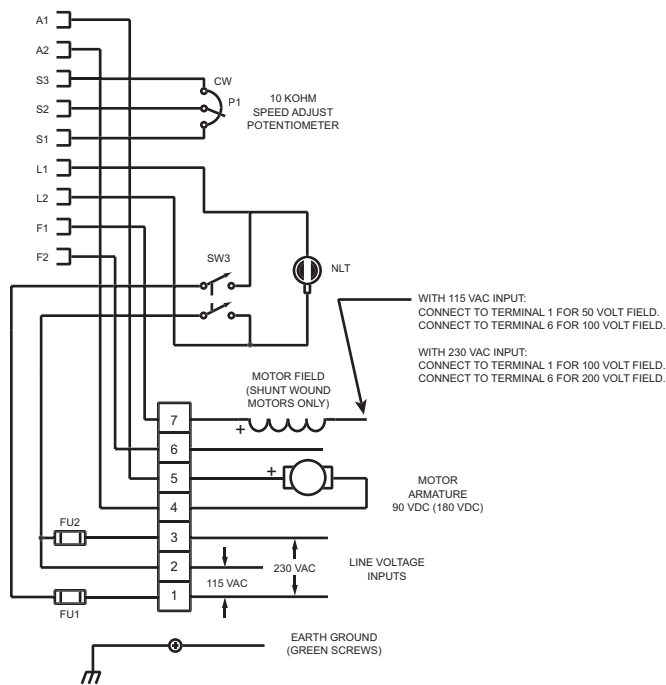 A1
A2
S3
S2
S1
L1
L2
F1
F2
CW
P1
10 KOHM
SPEED ADJUST
POTENTIOMETER
SW3
NLT
WITH 115 VAC INPUT:
CONNECT TO TERMINAL 1 FOR 50 VOLT FIELD.
CONNECT TO TERMINAL 6 FOR 100 VOLT FIELD.
WITH 230 VAC INPUT:
CONNECT TO TERMINAL 1 FOR 100 VOLT FIELD.
CONNECT TO TERMINAL 6 FOR 200 VOLT FIELD.
MOTOR FIELD
(SHUNT WOUND
MOTORS ONLY)
7
+
6
5
+
4
MOTOR
ARMATURE
90 VDC (180 VDC)
FU2
3
2
1
230 VAC
115 VAC
LINE VOLTAGE
INPUTS
FU1
EARTH GROUND
(GREEN SCREWS)